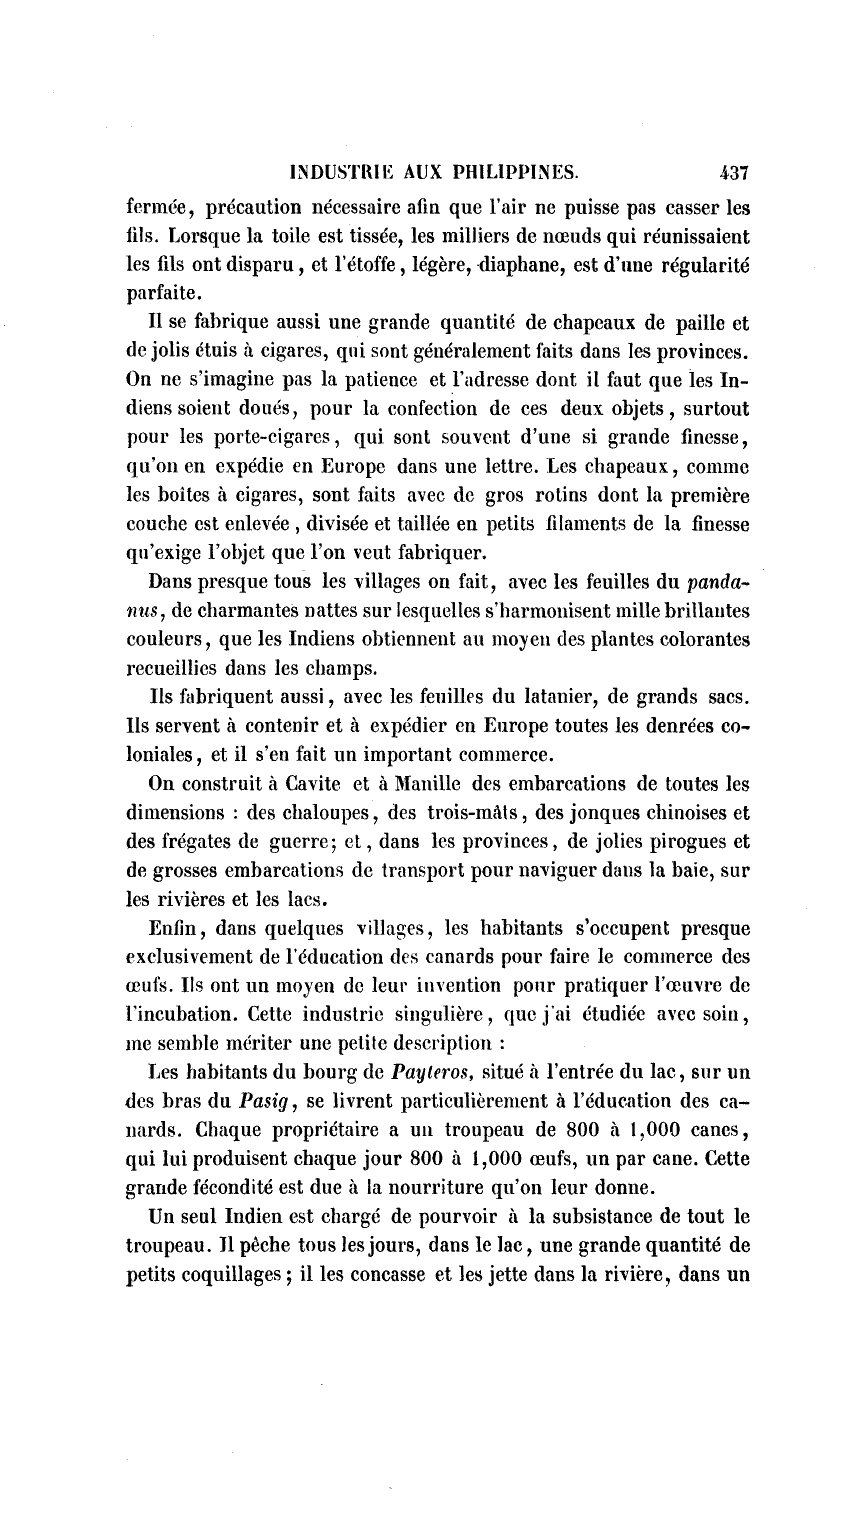 INDUSTRIE AUX PHILIPPINES. 437
fermée, précaution nécessaire afin que l'air ne puisse pas casser les
fils. Lorsque la toile est tissée, les milliers de nœuds qui réunissaient
les fils ont disparu, et l'étoffe, légère, diaphane, est d'une régularité
parfaite.
Il se fabrique aussi une grande quantité de chapeaux de paille et
de jolis étuis à cigares, qui sont généralement faits dans les provinces.
On ne s'imagine pas la patience et l'adresse dont il faut que les In-
diens soient doués, pour la confection de ces deux objets, surtout
pour les porte-cigares, qui sont souvent d'une si grande finesse,
qu'on en expédie en Europe dans une lettre. Les chapeaux, comme
les boîtes à cigares, sont faits avec de gros rotins dont la première
couche est enlevée, divisée et taillée en petits filaments de la finesse
qu'exige l'objet que l'on veut fabriquer.
Dans presque tous les villages on fait, avec les feuilles du panda-
nus, de charmantes nattes sur lesquelles s'harmonisent mille brillantes
couleurs, que les Indiens obtiennent au moyen des plantes colorantes
recueillies dans les champs.
Ils fabriquent aussi, avec les feuilles du latanier, de grands sacs.
Ils servent à contenir et à expédier en Europe toutes les denrées co-
loniales, et il s'en fait un important commerce.
On construit à Cavite et à Manille des embarcations de toutes les
dimensions : des chaloupes, des trois-mâts, des jonques chinoises et
des frégates de guerre; et, dans les provinces, de jolies pirogues et
de grosses embarcations de transport pour naviguer dans la baie, sur
les rivières et les lacs.
Enfin, dans quelques villages, les habitants s'occupent presque
exclusivement de l'éducation des canards pour faire le commerce des
œufs. Ils ont un moyen de leur invention pour pratiquer l'œuvre de
l'incubation. Cette industrie singulière, que j'ai étudiée avec soin,
me semble mériter une petite description :
Les habitants du bourg de Payteros, situé à l'entrée du lac, sur un
des bras du Pasig, se livrent particulièrement à l'éducation des ca-
nards. Chaque propriétaire a un troupeau de 800 à 1,000 canes,
qui lui produisent chaque jour 800 à 1,000 œufs, un par cane. Cette
grande fécondité est due à la nourriture qu'on leur donne.
Un seul Indien est chargé de pourvoir à la subsistance de tout le
troupeau. Il pêche tous les jours, dans le lac, une grande quantité de
petits coquillages; il les concasse et les jette dans la rivière, dans un